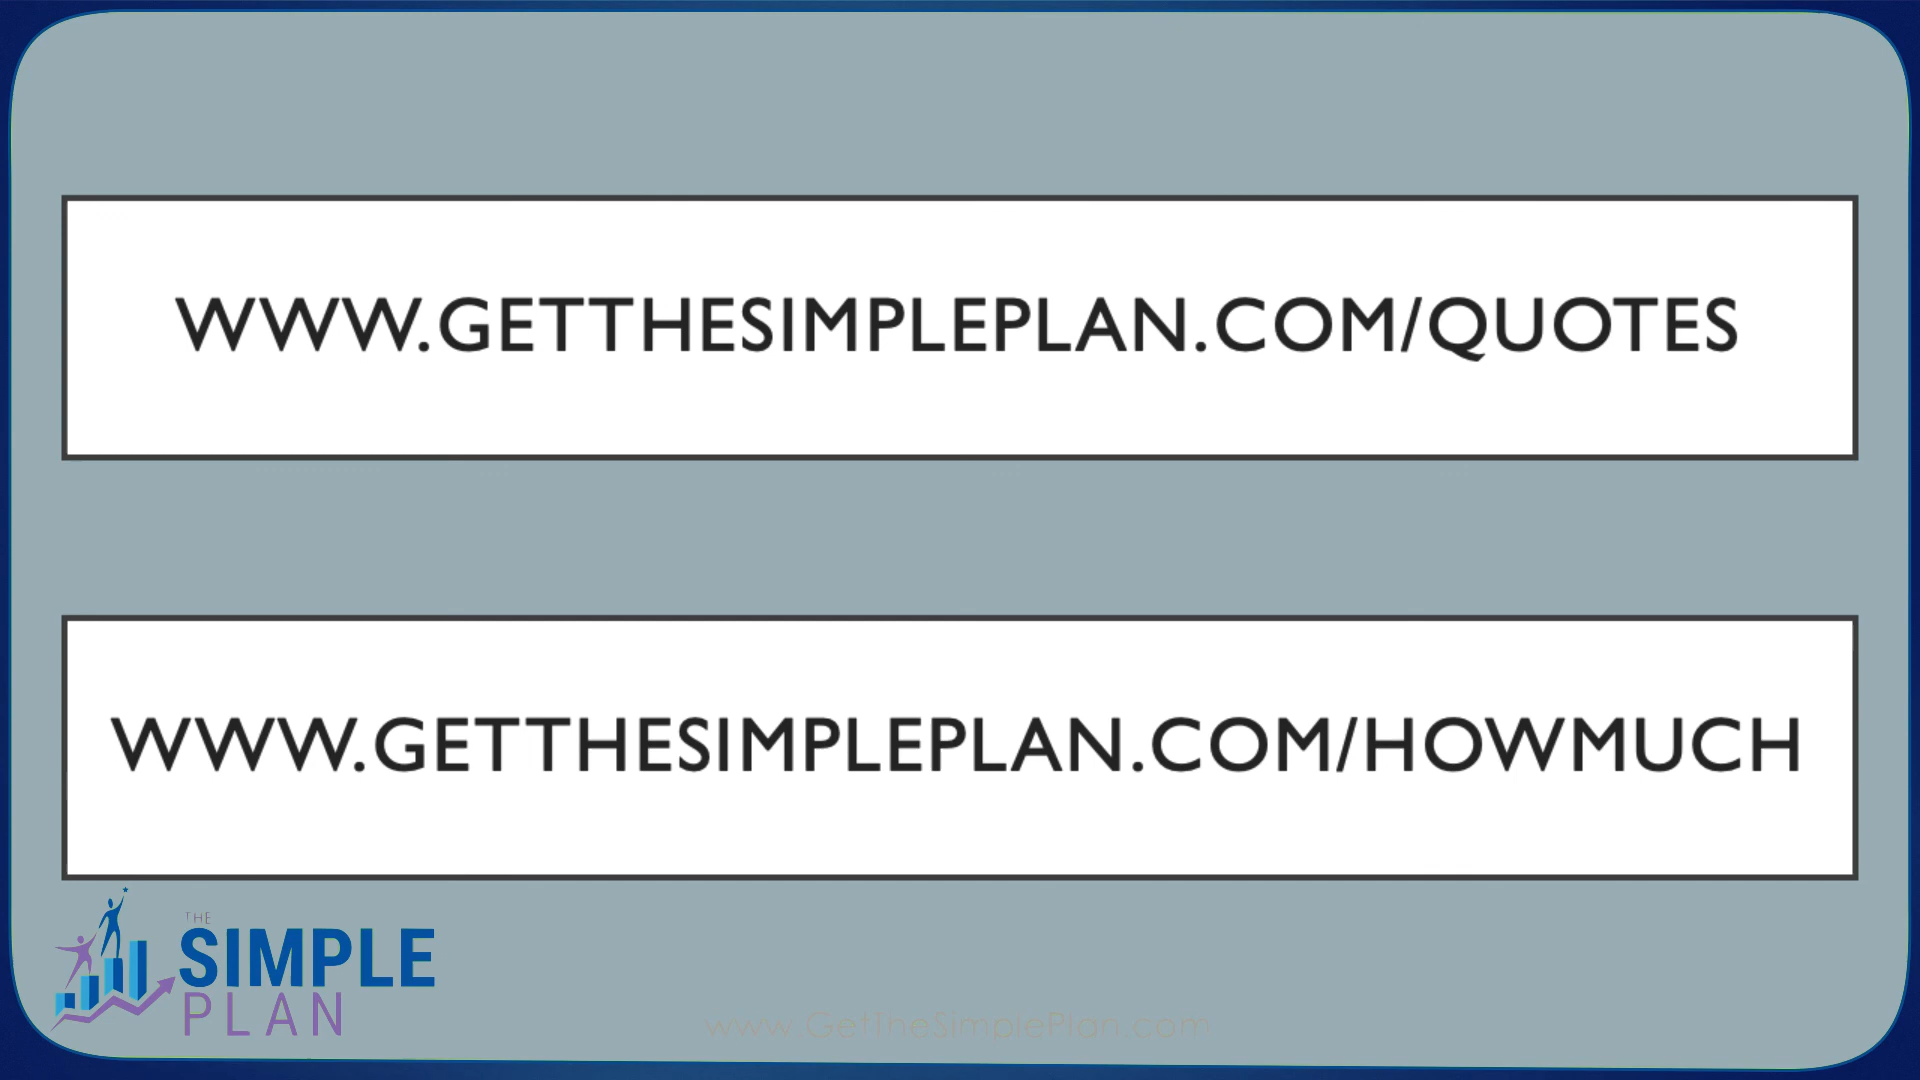 WWW.GETTHESIMPLEPLAN.COM/QUOTES
WWW.GETTHESIMPLEPLAN.COM/HOWMUCH
THE
SIMPLE
PLAN
www.GetTheSimplePlan.com